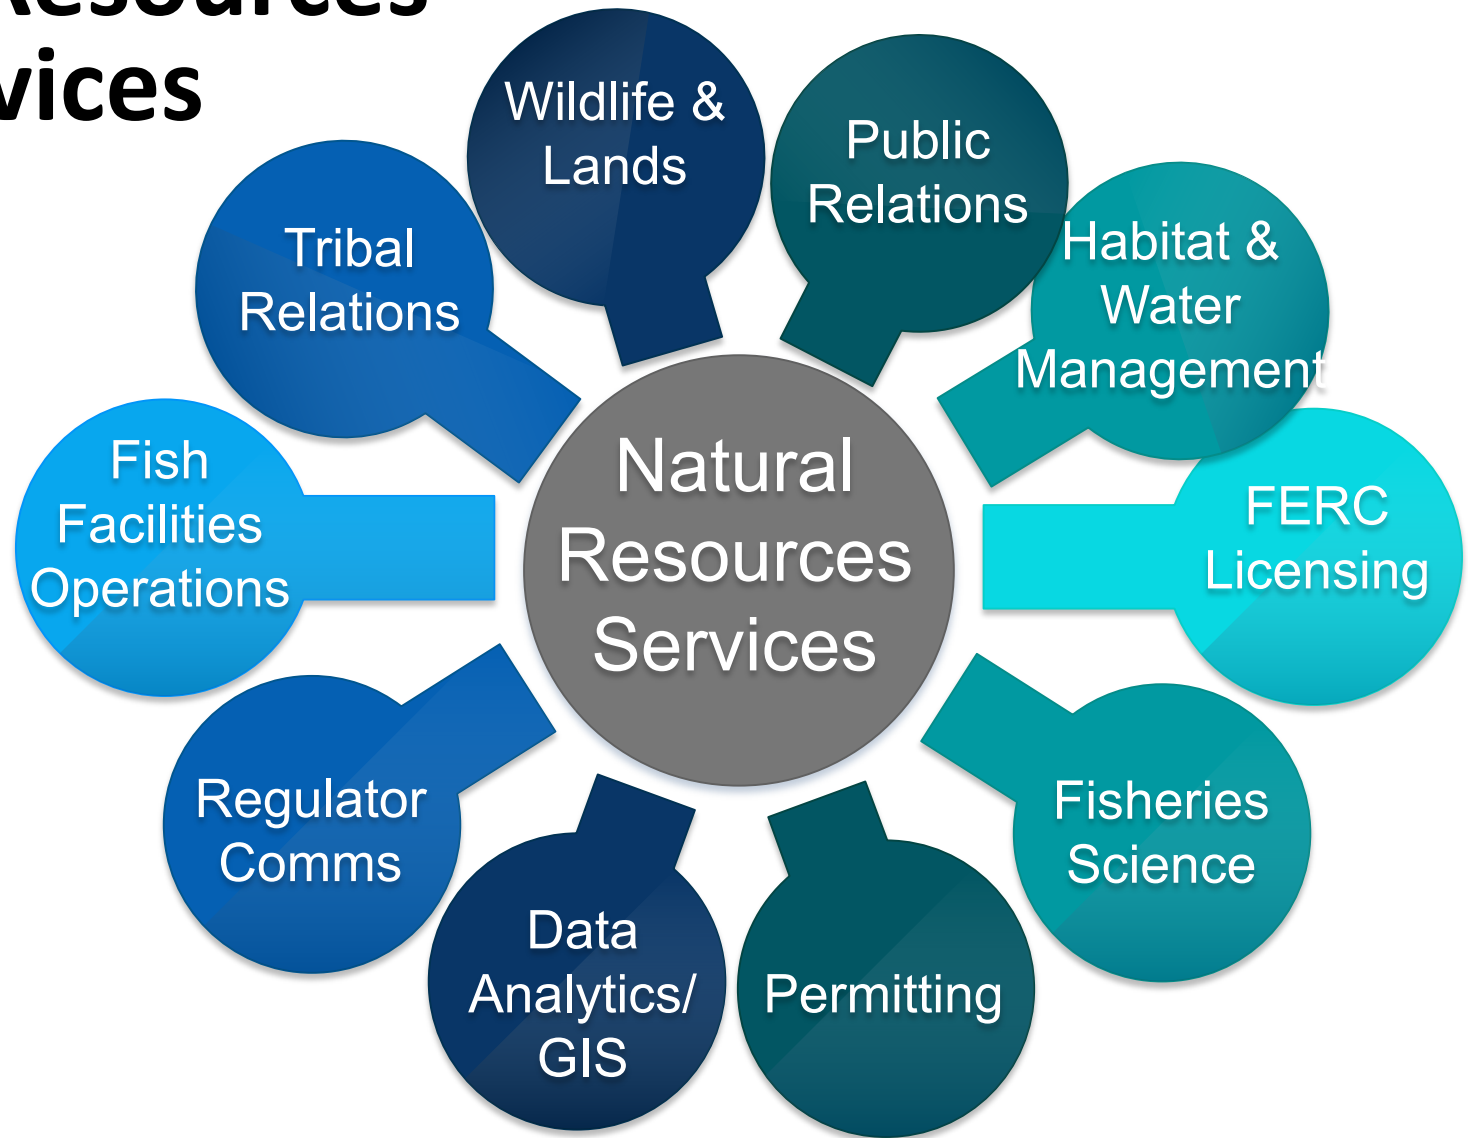 Resources
vices
Wildlife &
Lands
Public
Relations
Habitat &
Water
Management
FERC
Licensing
Fisheries
Science
Permitting
Data
Analytics/
GIS
Regulator
Comms
Fish
Facilities
Operations
Tribal
Relations
Natural
Resources
Services